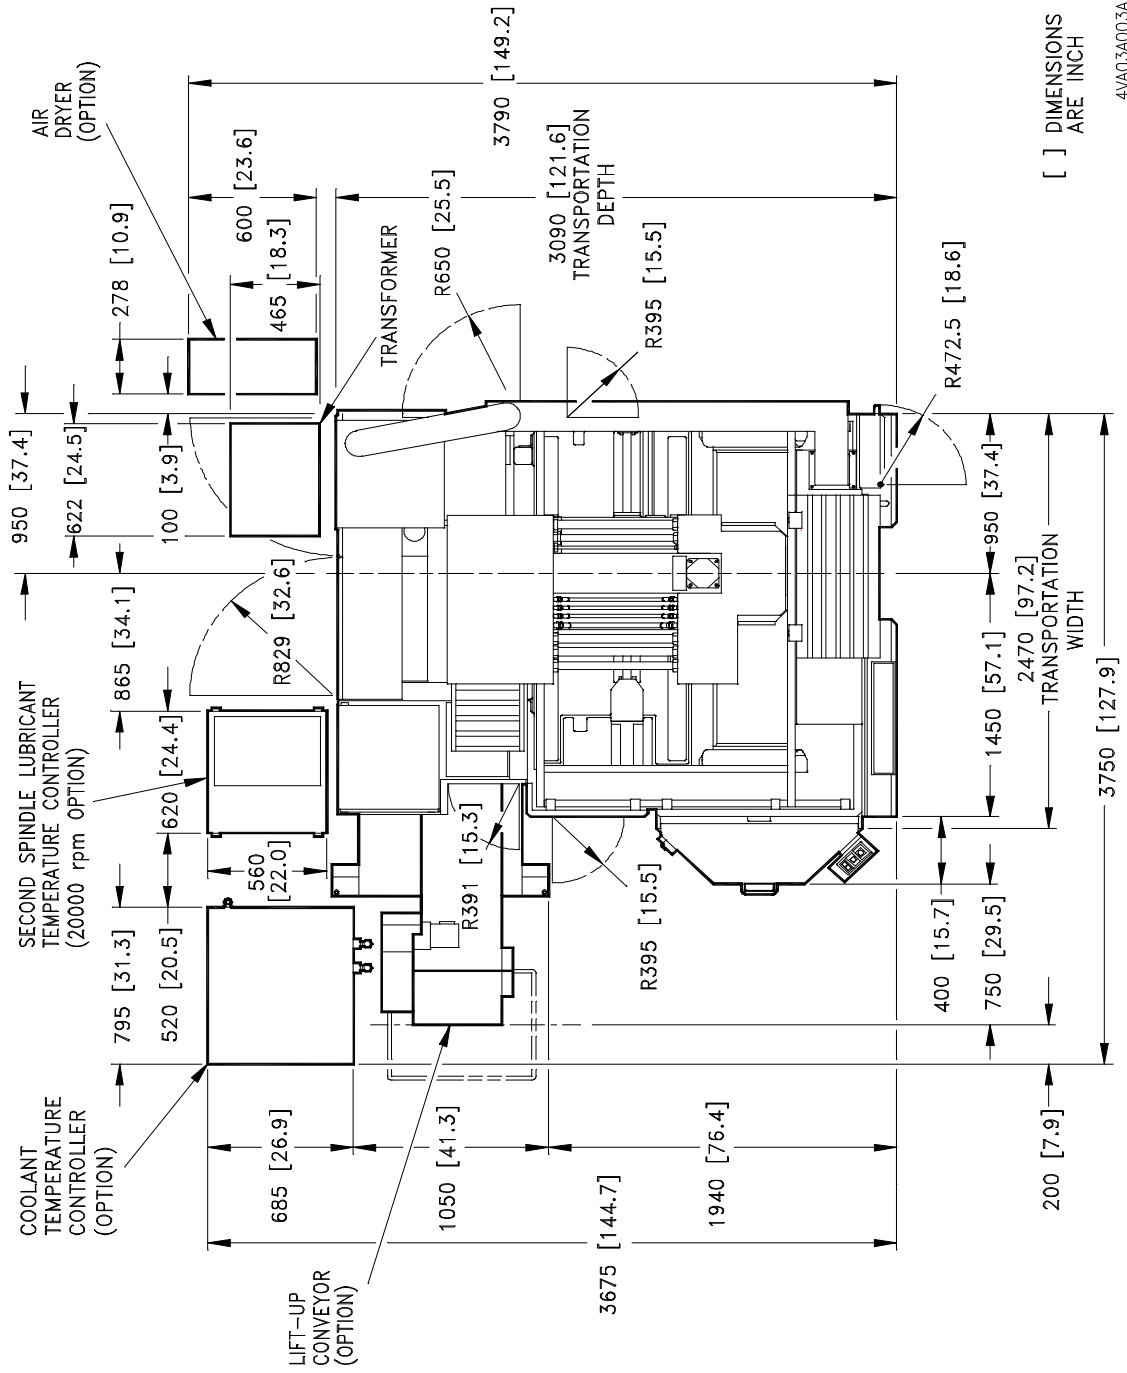 COOLANT
TEMPERATURE
CONTROLLER
(OPTION)
SECOND SPINDLE LUBRICANT
TEMPERATURE CONTROLLER
(20000 rpm OPTION)
AIR
DRYER
(OPTION)
950 [37.4]
622 [24.5]
100 [3.9]
278 [10.9]
795 [31.3]
865 [34.1]
520 [20.5]
620 [24.4]
560
[22.0]
R829 [32.6]
600 [23.6]
465 [18.3]
TRANSFORMER
R650 [25.5]
685 [26.9]
LIFT-UP
CONVEYOR
(OPTION)
1050 [41.3]
R391 [15.3]
3790 [149.2]
3090 [121.6]
TRANSPORTATION
DEPTH
R395 [15.5]
R395 [15.5]
3675 [144.7]
1940 [76.4]
R472.5 [18.6]
400 [15.7]
750 [29.5]
1450 [57.1]
950 [37.4]
2470 [97.2]
TRANSPORTATION
WIDTH
200 [7.9]
3750 [127.9]
[ ] DIMENSIONS
ARE INCH
4VA03A003A